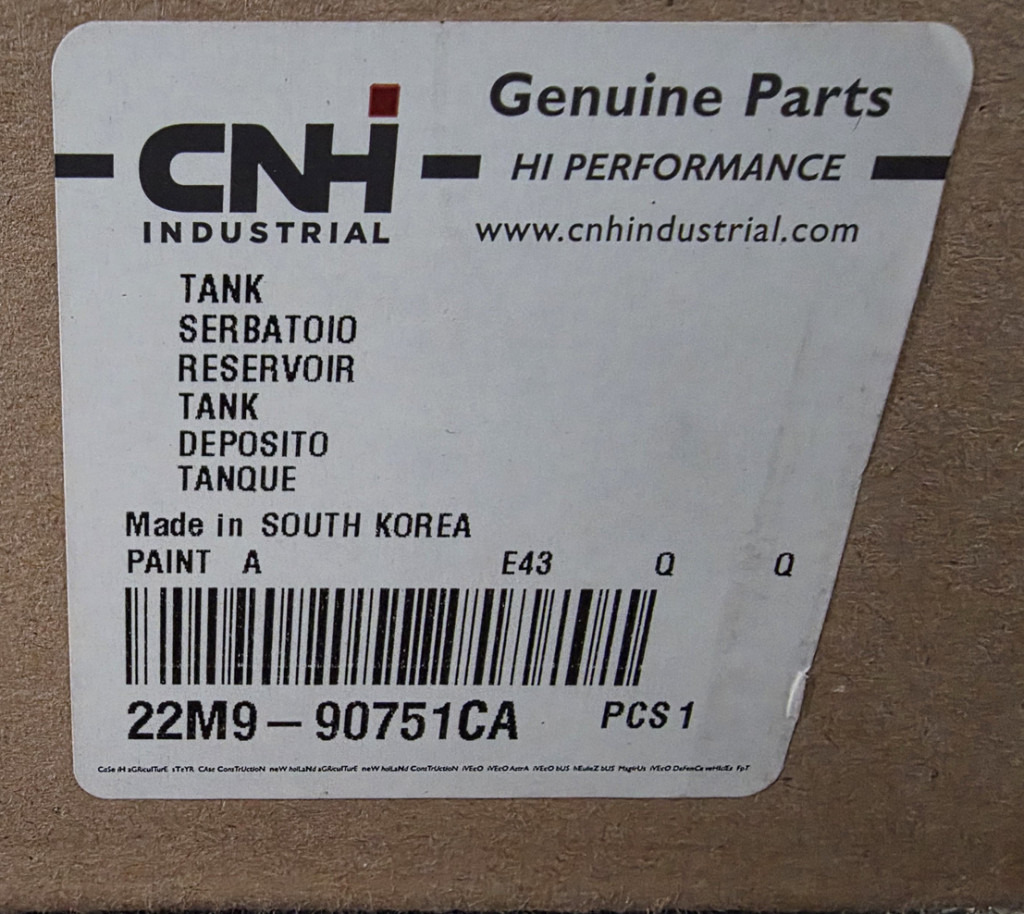 Genuine Parts
CNH
HI PERFORMANCE
INDUSTRIAL
www.cnhindustrial.com
TANK
SERBATOIO
RESERVOIR
TANK
DEPOSITO
TANQUE
Made in SOUTH KOREA
PAINT A E43 Q Q
22M9-90751CA PCS 1